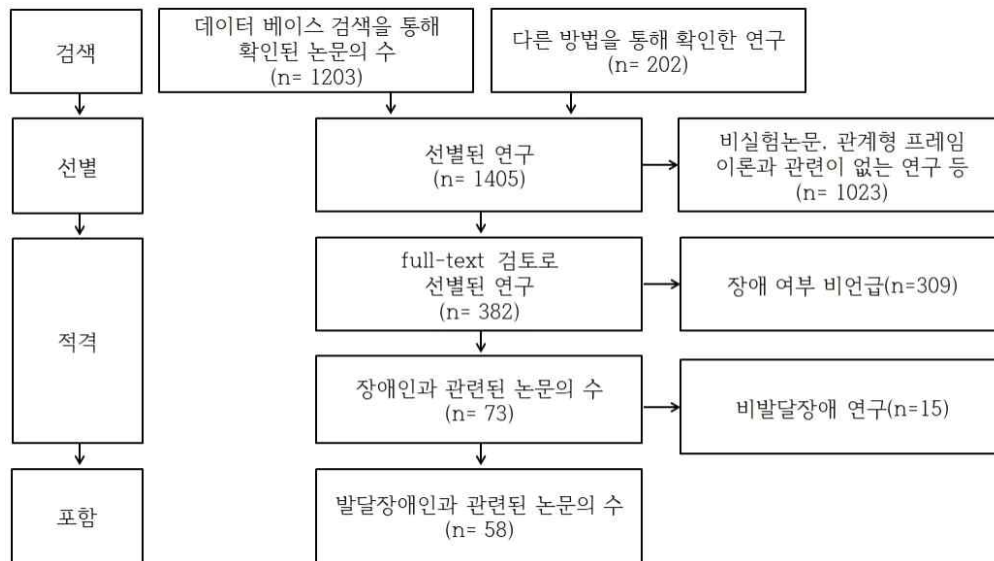 검색
데이터 베이스 검색을 통해
확인된 논문의 수
(n= 1203)
다른 방법을 통해 확인한 연구
(n= 202)
선별
선별된 연구
(n= 1405)
비실험논문, 관계형 프레임
이론과 관련이 없는 연구 등
(n= 1023)
적격
full-text 검토로
선별된 연구
(n= 382)
장애 여부 비언급(n=309)
장애인과 관련된 논문의 수
(n= 73)
비발달장애 연구(n=15)
포함
발달장애인과 관련된 논문의 수
(n= 58)